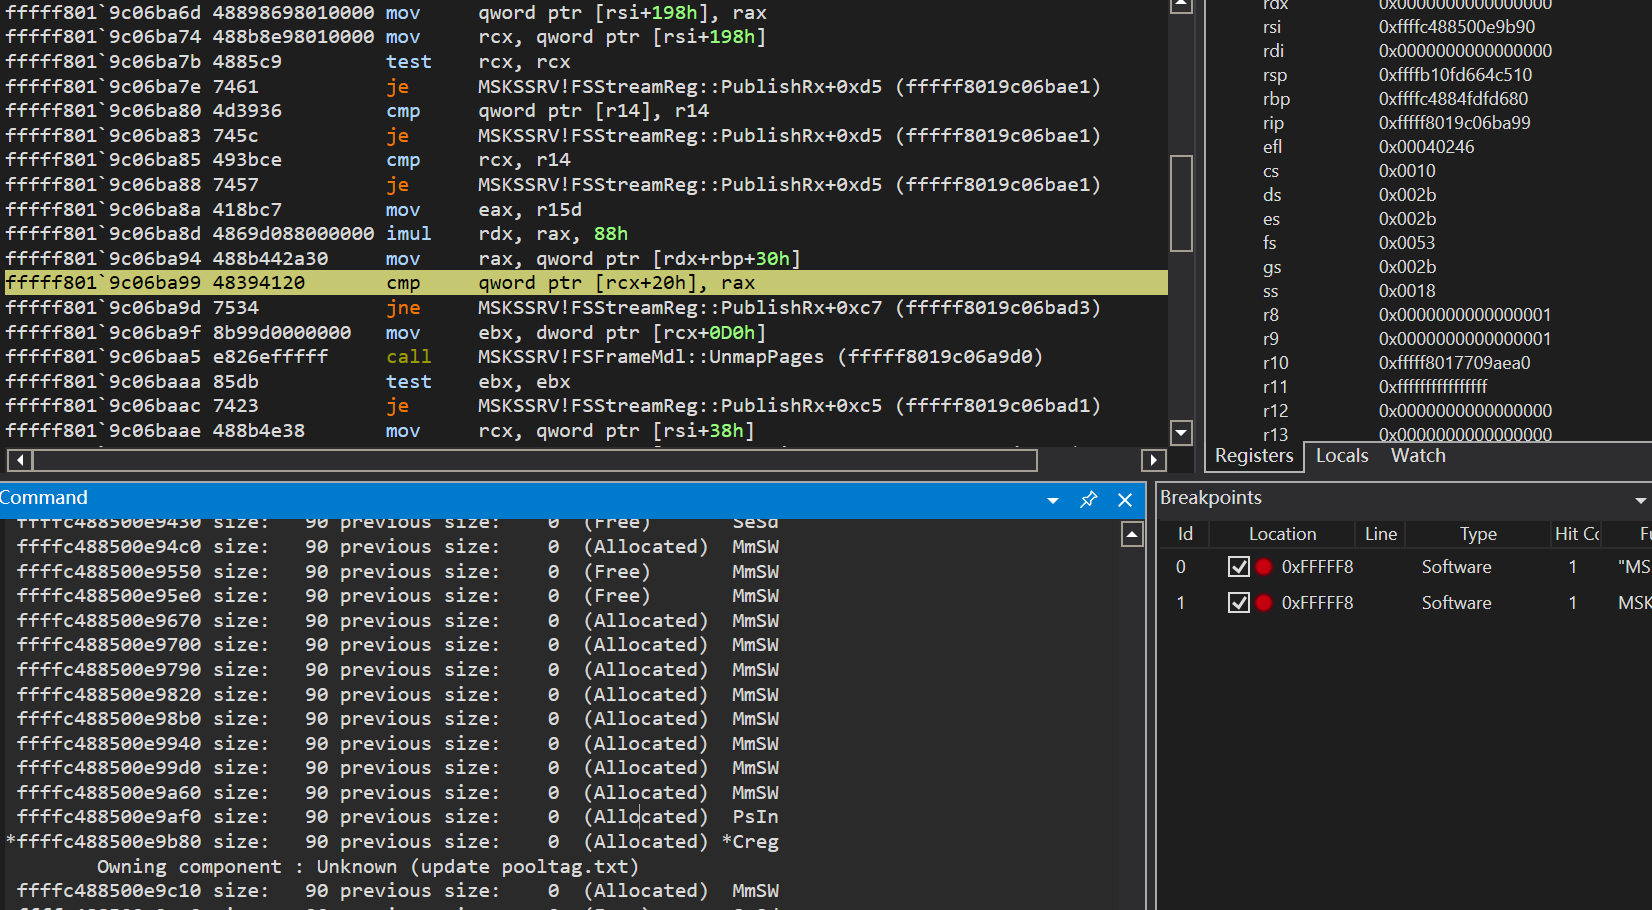 fffff801`9c06ba6d 48898698010000 mov     qword ptr [rsi+198h], rax
fffff801`9c06ba74 488b8e98010000 mov     rcx, qword ptr [rsi+198h]
fffff801`9c06ba7b 4885c9         test    rcx, rcx
fffff801`9c06ba7e 7461           je      MSKSSRV!FSStreamReg::PublishRx+0xd5 (fffff8019c06bae1)
fffff801`9c06ba80 4d3936         cmp     qword ptr [r14], r14
fffff801`9c06ba83 745c           je      MSKSSRV!FSStreamReg::PublishRx+0xd5 (fffff8019c06bae1)
fffff801`9c06ba85 493bce         cmp     rcx, r14
fffff801`9c06ba88 7457           je      MSKSSRV!FSStreamReg::PublishRx+0xd5 (fffff8019c06bae1)
fffff801`9c06ba8a 418bc7         mov     eax, r15d
fffff801`9c06ba8d 4869d088000000 imul    rdx, rax, 88h
fffff801`9c06ba94 488b442a30     mov     rax, qword ptr [rdx+rbp+30h]
fffff801`9c06ba99 48394120       cmp     qword ptr [rcx+20h], rax
fffff801`9c06ba9d 7534           jne     MSKSSRV!FSStreamReg::PublishRx+0xc7 (fffff8019c06bad3)
fffff801`9c06ba9f 8b99d0000000   mov     ebx, dword ptr [rcx+0D0h]
fffff801`9c06baa5 e826efffff     call    MSKSSRV!FSFrameMdl::UnmapPages (fffff8019c06a9d0)
fffff801`9c06baaa 85db           test    ebx, ebx
fffff801`9c06baac 7423           je      MSKSSRV!FSStreamReg::PublishRx+0xc5 (fffff8019c06bad1)
fffff801`9c06baae 488b4e38       mov     rcx, qword ptr [rsi+38h]
rdx 0x0000000000000000
rsi 0xffffc488500e9b90
rdi 0x0000000000000000
rsp 0xffffb10fd664c510
rbp 0xffffc4884fdfd680
rip 0xfffff8019c06ba99
efl 0x00040246
cs 0x0010
ds 0x002b
es 0x002b
fs 0x0053
gs 0x002b
ss 0x0018
r8 0x0000000000000001
r9 0x0000000000000001
r10 0xfffff8017709aea0
r11 0xffffffffffffffff
r12 0x0000000000000000
r13 0x0000000000000000
Registers Locals Watch
Command
ffffc488500e9430 size:   90 previous size:    0  (Free)      SeSd
ffffc488500e94c0 size:   90 previous size:    0  (Allocated)  MmSW
ffffc488500e9550 size:   90 previous size:    0  (Free)       MmSW
ffffc488500e95e0 size:   90 previous size:    0  (Free)       MmSW
ffffc488500e9670 size:   90 previous size:    0  (Allocated)  MmSW
ffffc488500e9700 size:   90 previous size:    0  (Allocated)  MmSW
ffffc488500e9790 size:   90 previous size:    0  (Allocated)  MmSW
ffffc488500e9820 size:   90 previous size:    0  (Allocated)  MmSW
ffffc488500e98b0 size:   90 previous size:    0  (Allocated)  MmSW
ffffc488500e9940 size:   90 previous size:    0  (Allocated)  MmSW
ffffc488500e99d0 size:   90 previous size:    0  (Allocated)  MmSW
ffffc488500e9a60 size:   90 previous size:    0  (Allocated)  MmSW
ffffc488500e9af0 size:   90 previous size:    0  (Allocated)  PsIn
*ffffc488500e9b80 size:   90 previous size:    0  (Allocated) *Creg
Owning component : Unknown (update pooltag.txt)
ffffc488500e9c10 size:   90 previous size:    0  (Allocated)  MmSW
Breakpoints
Id Location Line Type Hit Cc Fu
0 0xFFFFF8 Software 1 "MS
1 0xFFFFF8 Software 1 MSK